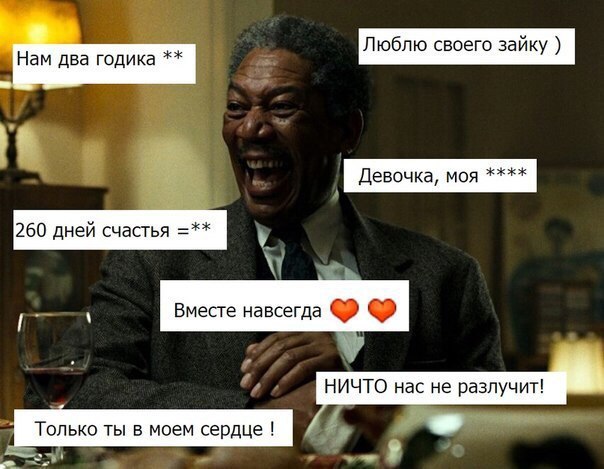 Люблю своего зайку )
Нам два годика **
Девочка, моя ****
260 дней счастья =**
Вместе навсегда ❤ ❤
НИЧТО нас не разлучит!
Только ты в моем сердце !